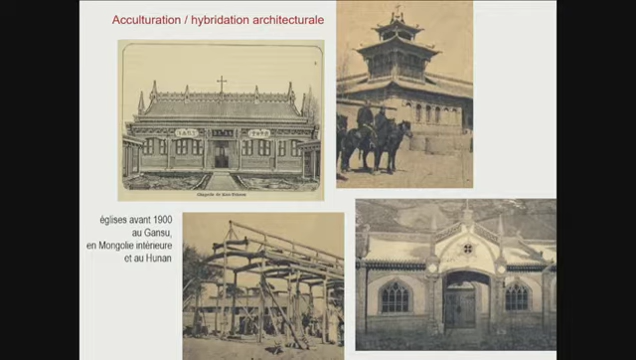 Acculturation / hybridation architecturale
églises avant 1900
au Gansu,
en Mongolie intérieure
et au Hunan